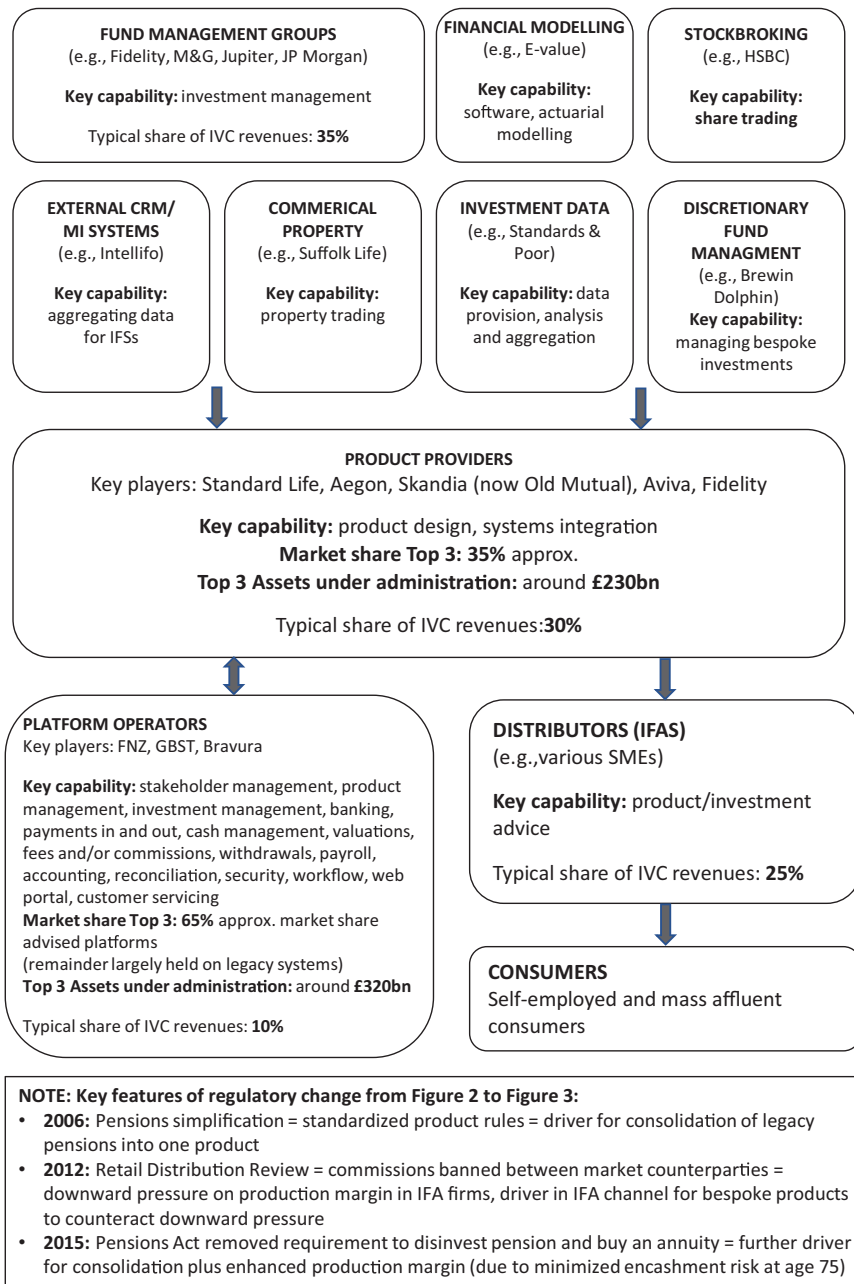 FUND MANAGEMENT GROUPS
(e.g., Fidelity, M&G, Jupiter, JP Morgan)
Key capability: investment management
Typical share of IVC revenues: 35%
FINANCIAL MODELLING
(e.g., E-value)
Key capability:
software, actuarial
modelling
STOCKBROKING
(e.g., HSBC)
Key capability:
share trading
EXTERNAL CRM/
MI SYSTEMS
(e.g., Intellifo)
Key capability:
aggregating data
for IFSs
COMMERICAL
PROPERTY
(e.g., Suffolk Life)
Key capability:
property trading
INVESTMENT DATA
(e.g., Standards &
Poor)
Key capability: data
provision, analysis
and aggregation
DISCRETIONARY
FUND
MANAGMENT
(e.g., Brewin
Dolphin)
Key capability:
managing bespoke
investments
PRODUCT PROVIDERS
Key players: Standard Life, Aegon, Skandia (now Old Mutual), Aviva, Fidelity
Key capability: product design, systems integration
Market share Top 3: 35% approx.
Top 3 Assets under administration: around £230bn
Typical share of IVC revenues:30%
PLATFORM OPERATORS
Key players: FNZ, GBST, Bravura
Key capability: stakeholder management, product
management, investment management, banking,
payments in and out, cash management, valuations,
fees and/or commissions, withdrawals, payroll,
accounting, reconciliation, security, workflow, web
portal, customer servicing
Market share Top 3: 65% approx. market share
advised platforms
(remainder largely held on legacy systems)
Top 3 Assets under administration: around £320bn
Typical share of IVC revenues: 10%
DISTRIBUTORS (IFAS)
(e.g.,various SMEs)
Key capability: product/investment
advice
Typical share of IVC revenues: 25%
CONSUMERS
Self-employed and mass affluent
consumers
NOTE: Key features of regulatory change from Figure 2 to Figure 3:
• 2006: Pensions simplification = standardized product rules = driver for consolidation of legacy
pensions into one product
• 2012: Retail Distribution Review = commissions banned between market counterparties =
downward pressure on production margin in IFA firms, driver in IFA channel for bespoke products
to counteract downward pressure
• 2015: Pensions Act removed requirement to disinvest pension and buy an annuity = further driver
for consolidation plus enhanced production margin (due to minimized encashment risk at age 75)